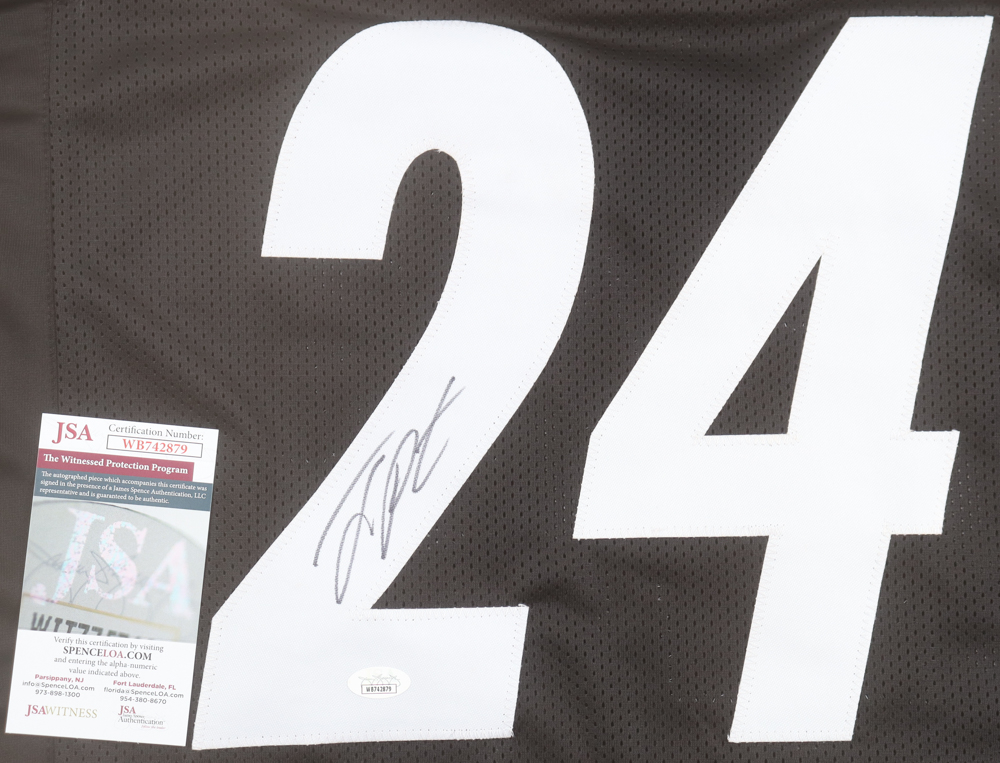 24
JSA
Certification Number:
WB742879
The Witnessed Protection Program
The autographed piece which accompanies this certificate was
signed in the presence of a James Spence Authentication, LLC
representative and is guaranteed to be authentic.
JSA
Verify this certification by visiting
SPENCELOA.COM
and entering the alpha-numeric
value indicated above.
Parsippany, NJ
info@SpenceLOA.com
973-898-1300
Fort Lauderdale, FL
florida@SpenceLOA.com
954-380-8670
JSAWITNESS
JSA
Authentication
WB742879